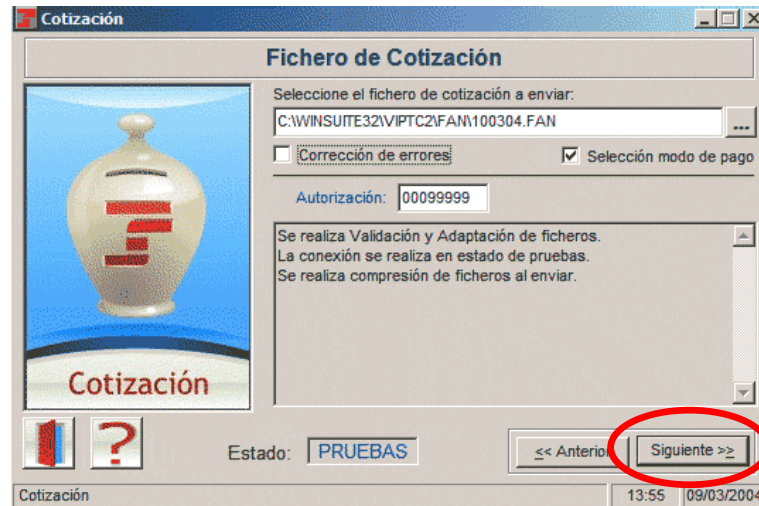 Cotización
Fichero de Cotización
Seleccione el fichero de cotización a enviar:
C:\WINSUITE32\VIPTC2\FAN\100304.FAN
...
Corrección de errores
Selección modo de pago
Autorización: 00099999
Se realiza Validación y Adaptación de ficheros.
La conexión se realiza en estado de pruebas.
Se realiza compresión de ficheros al enviar.
Cotización
?
Estado: PRUEBAS
<< Anterior
Siguiente >>
Cotización
13:55
09/03/2004